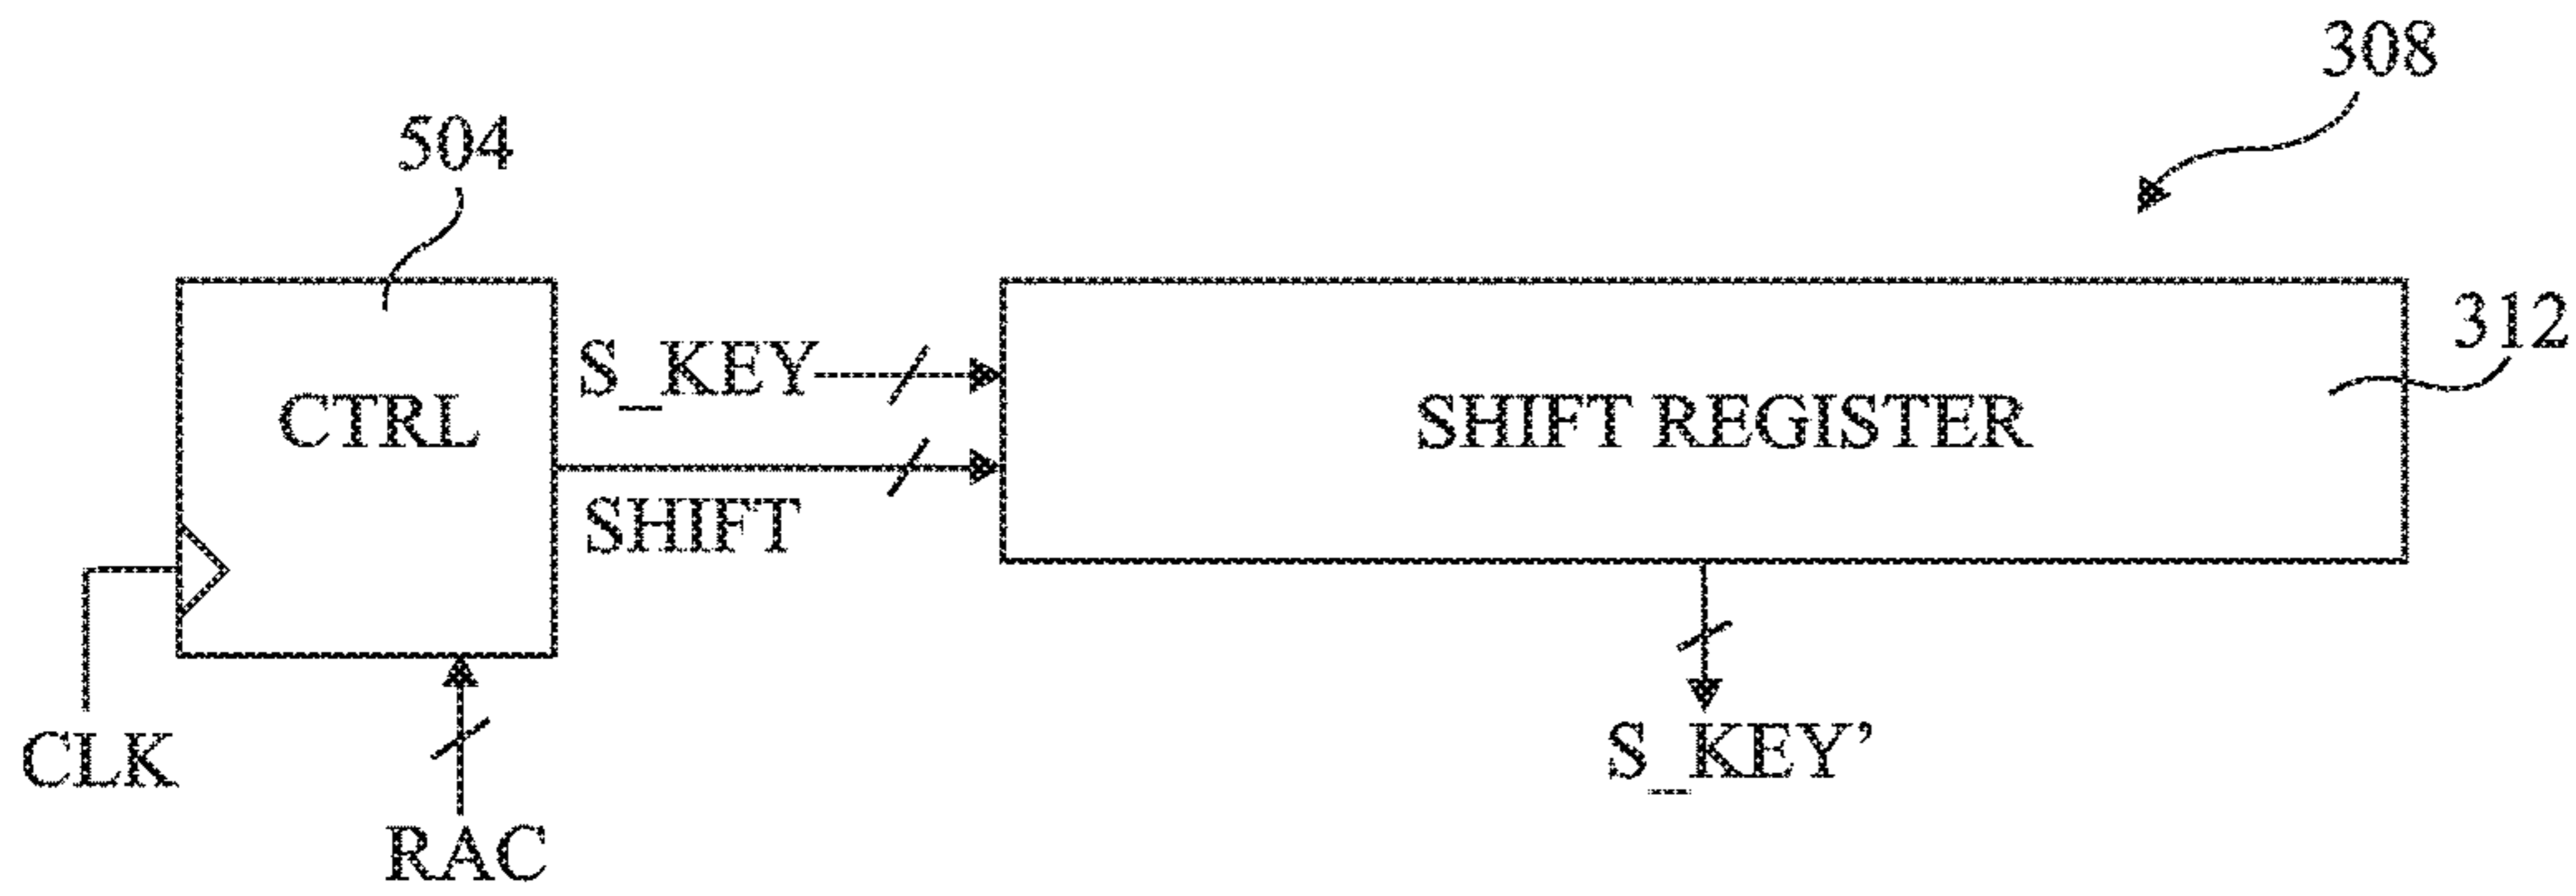 308
504
312
S_KEY
CTRL
SHIFT REGISTER
SHIFT
CLK
S_KEY’
RAC